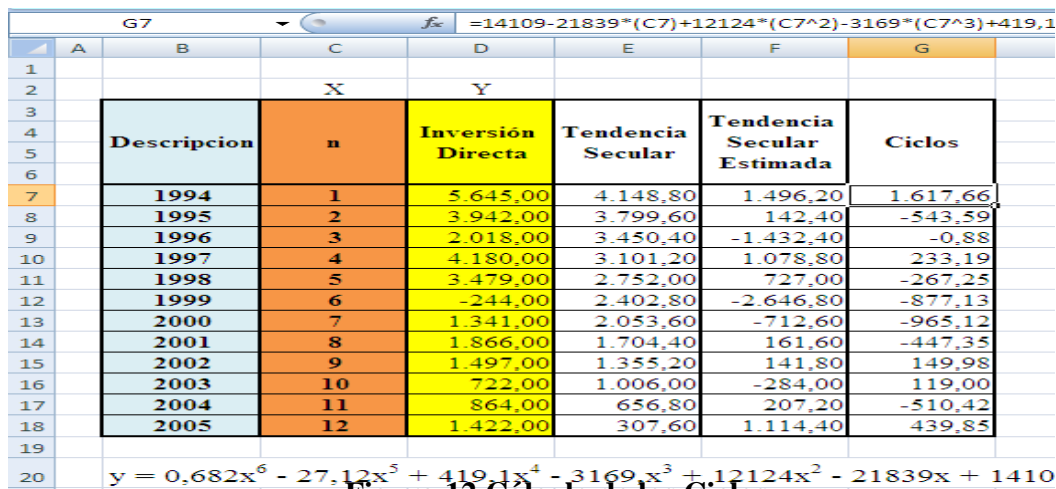 G7 fx =14109-21839*(C7)+12124*(C7^2)-3169*(C7^3)+419,1
A B C D E F G
1
2 X Y
3
4
5
6
Descripcion n Inversión Directa Tendencia Secular Tendencia Secular Estimada Ciclos
7 1994 1 5.645,00 4.148,80 1.496,20 1.617,66
8 1995 2 3.942,00 3.799,60 142,40 -543,59
9 1996 3 2.018,00 3.450,40 -1.432,40 -0,88
10 1997 4 4.180,00 3.101,20 1.078,80 233,19
11 1998 5 3.479,00 2.752,00 727,00 -267,25
12 1999 6 -244,00 2.402,80 -2.646,80 -877,13
13 2000 7 1.341,00 2.053,60 -712,60 -965,12
14 2001 8 1.866,00 1.704,40 161,60 -447,35
15 2002 9 1.497,00 1.355,20 141,80 149,98
16 2003 10 722,00 1.006,00 -284,00 119,00
17 2004 11 864,00 656,80 207,20 -510,42
18 2005 12 1.422,00 307,60 1.114,40 439,85
19
20 y = 0,682x⁶ - 27,12x⁵ + 419,1x⁴ - 3169,x³ + 12124x² - 21839x + 1410